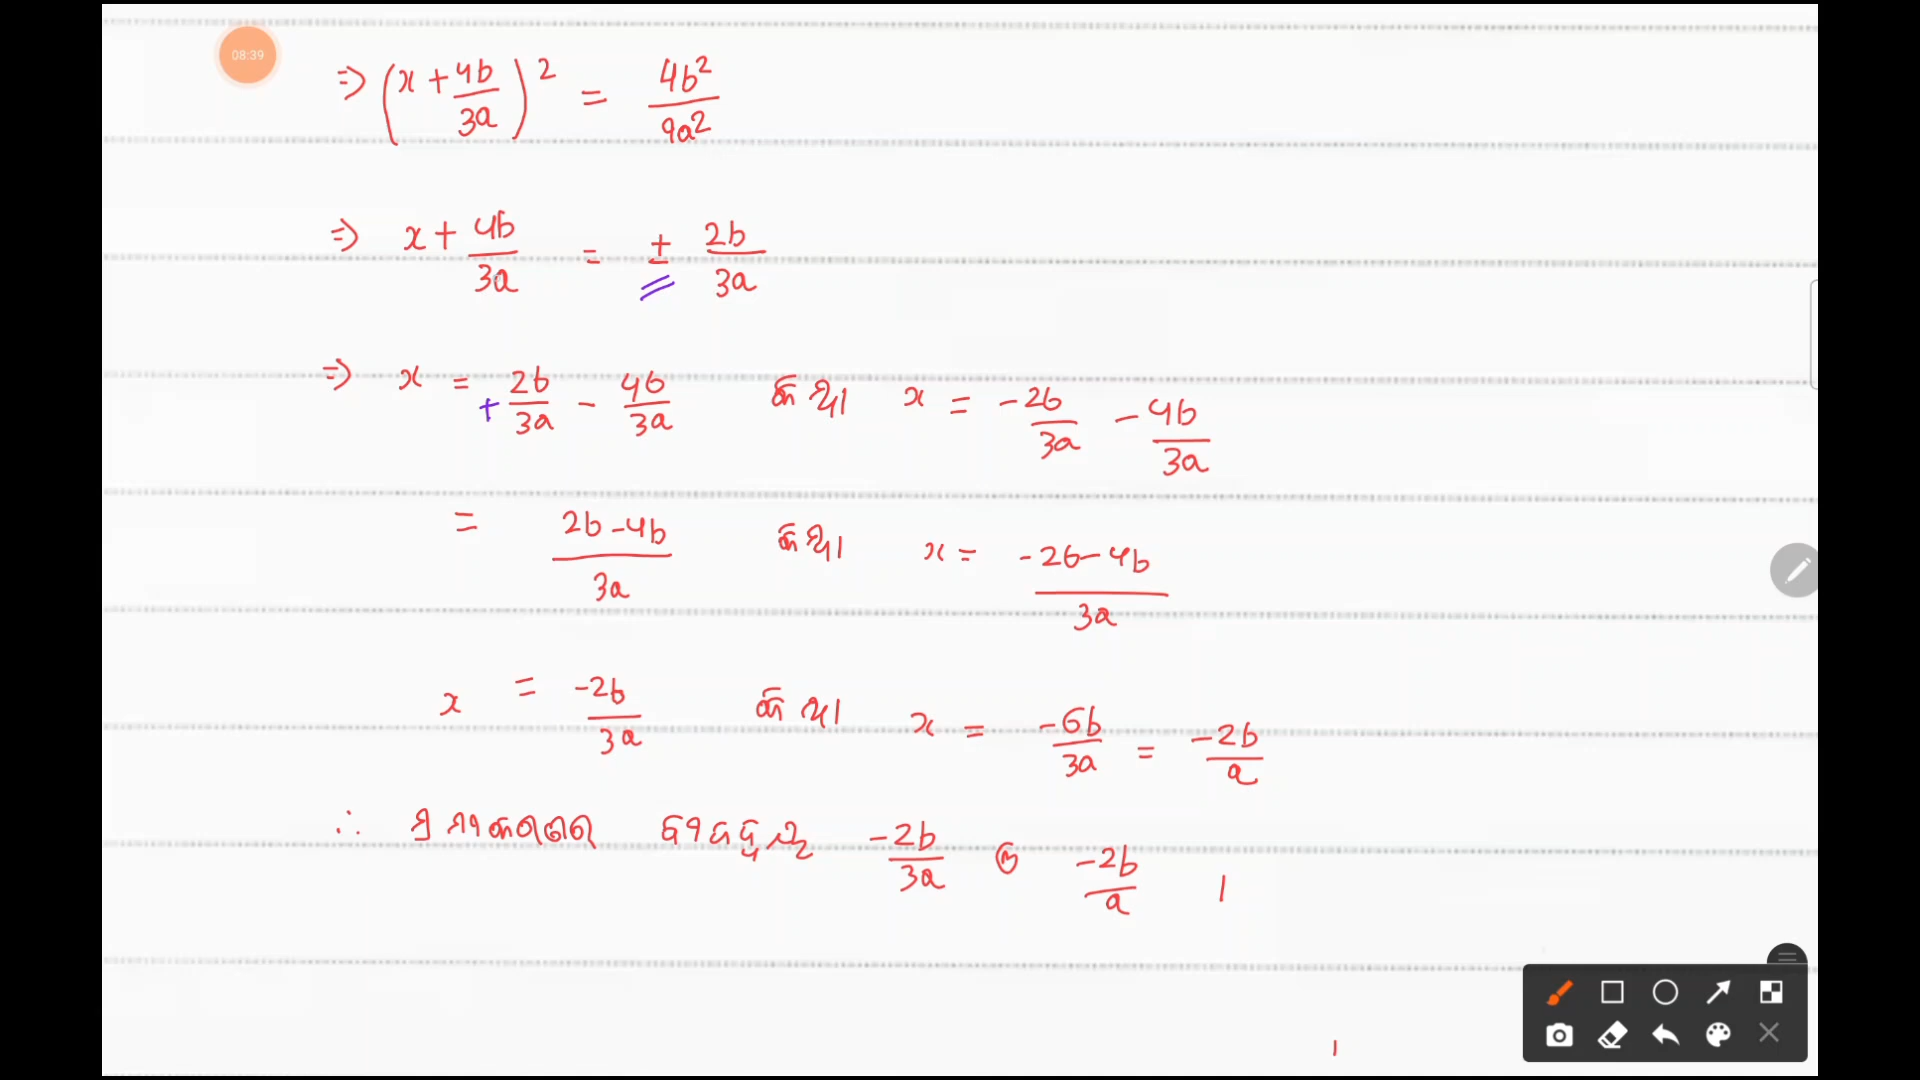 08:39
⇒ (x + 4b/3a)² = 4b²/9a²
⇒ x + 4b/3a = ± 2b/3a
⇒ x = + 2b/3a - 4b/3a କିମ୍ବା x = - 2b/3a - 4b/3a
= (2b - 4b)/3a କିମ୍ବା x = (-2b - 4b)/3a
x = -2b/3a କିମ୍ବା x = -6b/3a = -2b/a
∴ ସମୀକରଣର ବୀଜଦ୍ୱୟ -2b/3a ଓ -2b/a ।